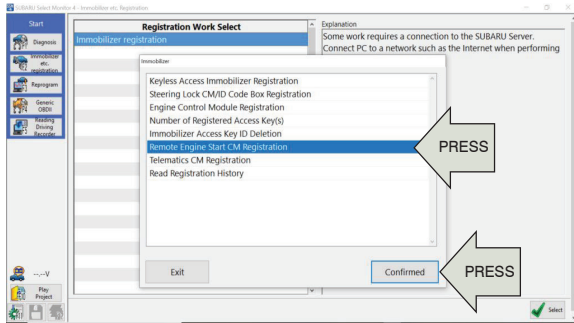 SUBARU Select Monitor 4 - Immobilizer etc. Registration
Start
Diagnosis
Immobilizer
etc.
registration
Reprogram
Generic
OBDII
Reading
Driving
Recorder
--.--V
Play
Project
Registration Work Select
Immobilizer registration
Explanation
Some work requires a connection to the SUBARU Server.
Connect PC to a network such as the Internet when performing
Immobilizer
Keyless Access Immobilizer Registration
Steering Lock CM/ID Code Box Registration
Engine Control Module Registration
Number of Registered Access Key(s)
Immobilizer Access Key ID Deletion
Remote Engine Start CM Registration
Telematics CM Registration
Read Registration History
PRESS
Exit
Confirmed
PRESS
Select